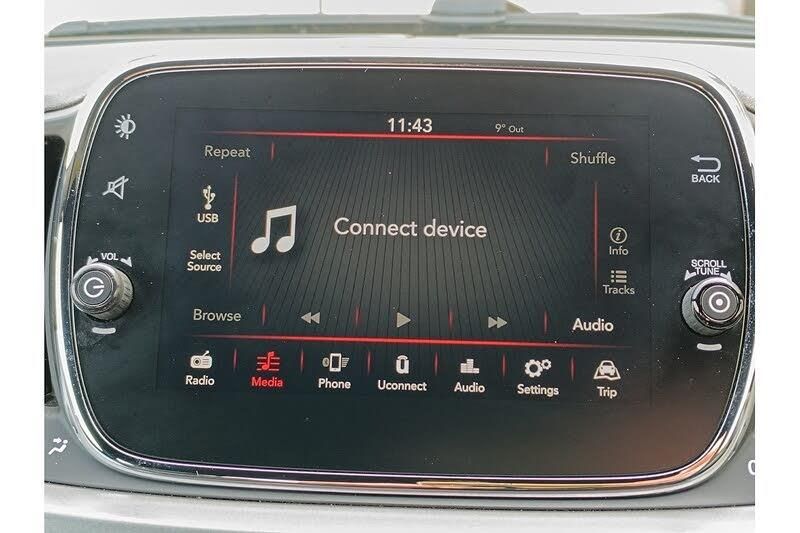 11:43
9° Out
Repeat
Shuffle
BACK
USB
Connect device
Info
Select
Source
VOL
SCROLL
TUNE
Tracks
Browse
Audio
Radio
Media
Phone
Uconnect
Audio
Settings
Trip